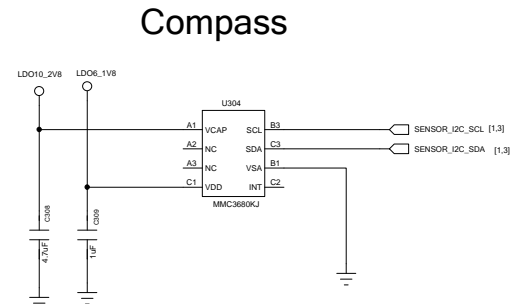 Compass
LDO10_2V8
LDO6_1V8
U304
A1 VCAP SCL B3 SENSOR_I2C_SCL [1,3]
A2 NC SDA C3 SENSOR_I2C_SDA [1,3]
A3 NC VSA B1
C1 VDD INT C2
MMC3680KJ
C308
4.7uF
C309
1uF